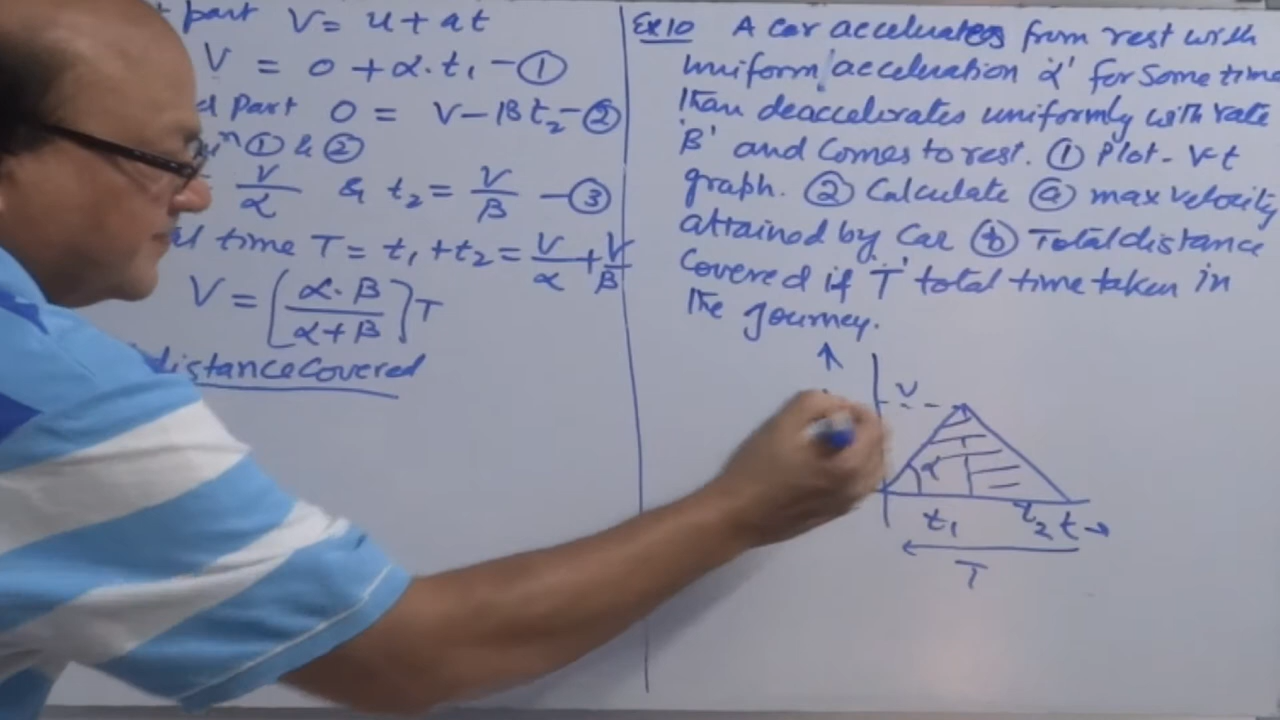 part V = u + at
V = 0 + α.t₁ — ①
Part 0 = V - βt₂ - ②
① & ②
V/α & t₂ = V/β — ③
time T = t₁ + t₂ = V/α + V/β
V = [α.β/α+β]T
distance Covered
Ex10 A car accelerates from rest with
uniform acceleration 'α' for Some time
than deaccelerates uniformly with rate
'β' and Comes to rest. ① Plot - V-t
graph. ② Calculate ⓐ max velocity
attained by Car ⓑ Total distance
Covered if 'T' total time taken in
the journey.
V
α
t₁ t₂ t
T